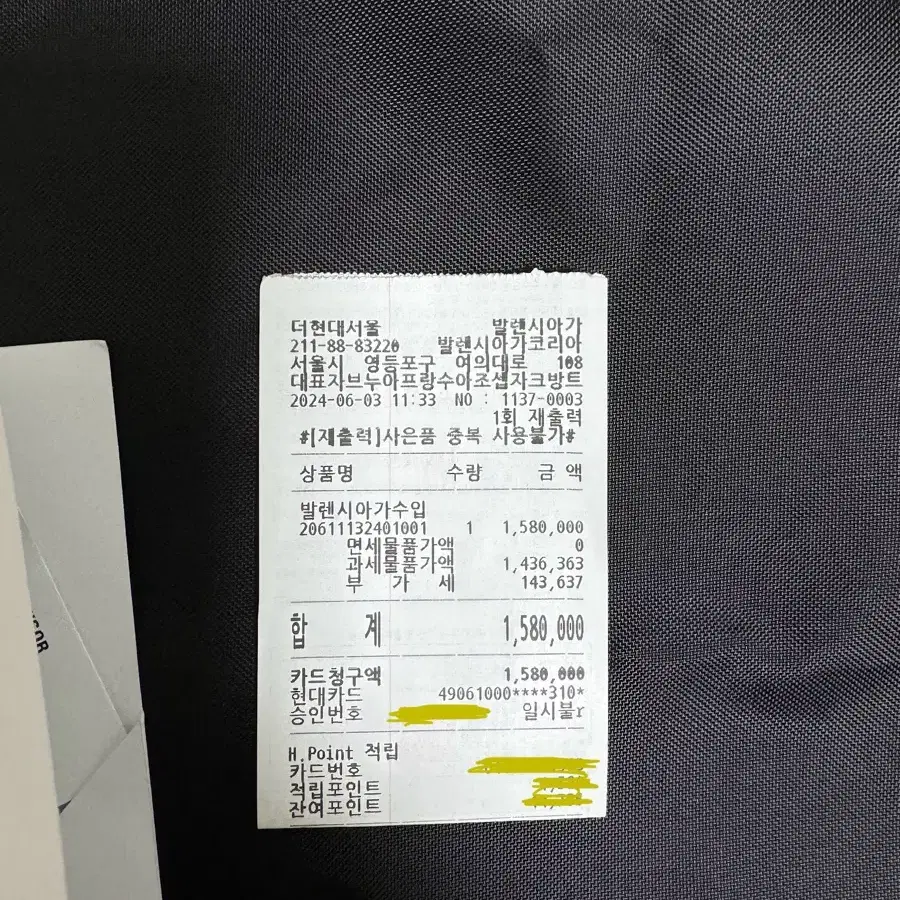 더현대서울 발렌시아가
211-88-83220 발렌시아가코리아
서울시 영등포구 여의대로 108
대표자브누아프랑수아조셉자크방트
2024-06-03 11:33 NO : 1137-0003
1회 재출력
#[재출력]사은품 중복 사용불가#
상품명 수량 금 액
발렌시아가수입
20611132401001 1 1,580,000
면세물품가액 0
과세물품가액 1,436,363
부 가 세 143,637
합 계 1,580,000
카드청구액 1,580,000
현대카드 49061000****310*
승인번호 일시불r
H.Point 적립
카드번호
적립포인트
잔여포인트